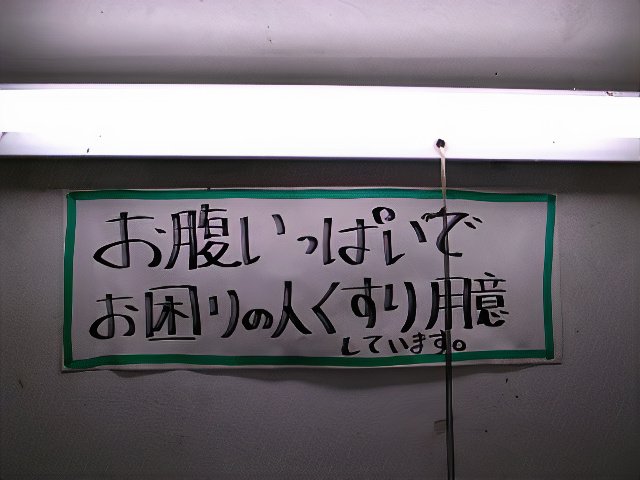 お腹いっぱいで
お困りの人くすり用意
しています。